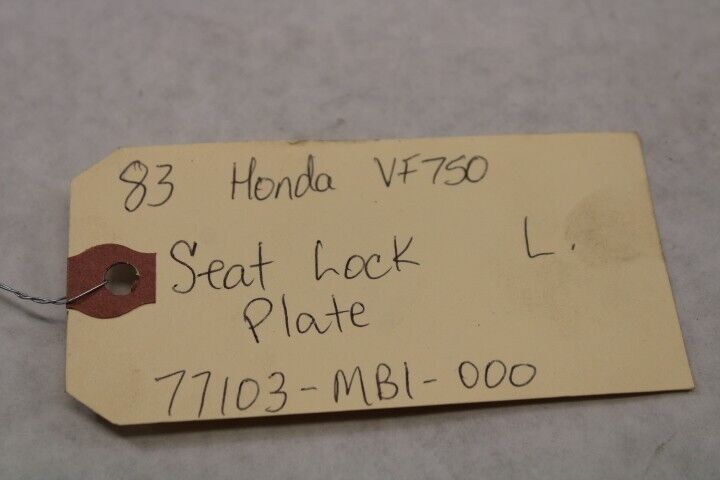 83 Honda VF750
Seat Lock L.
Plate
77103-MB1-000